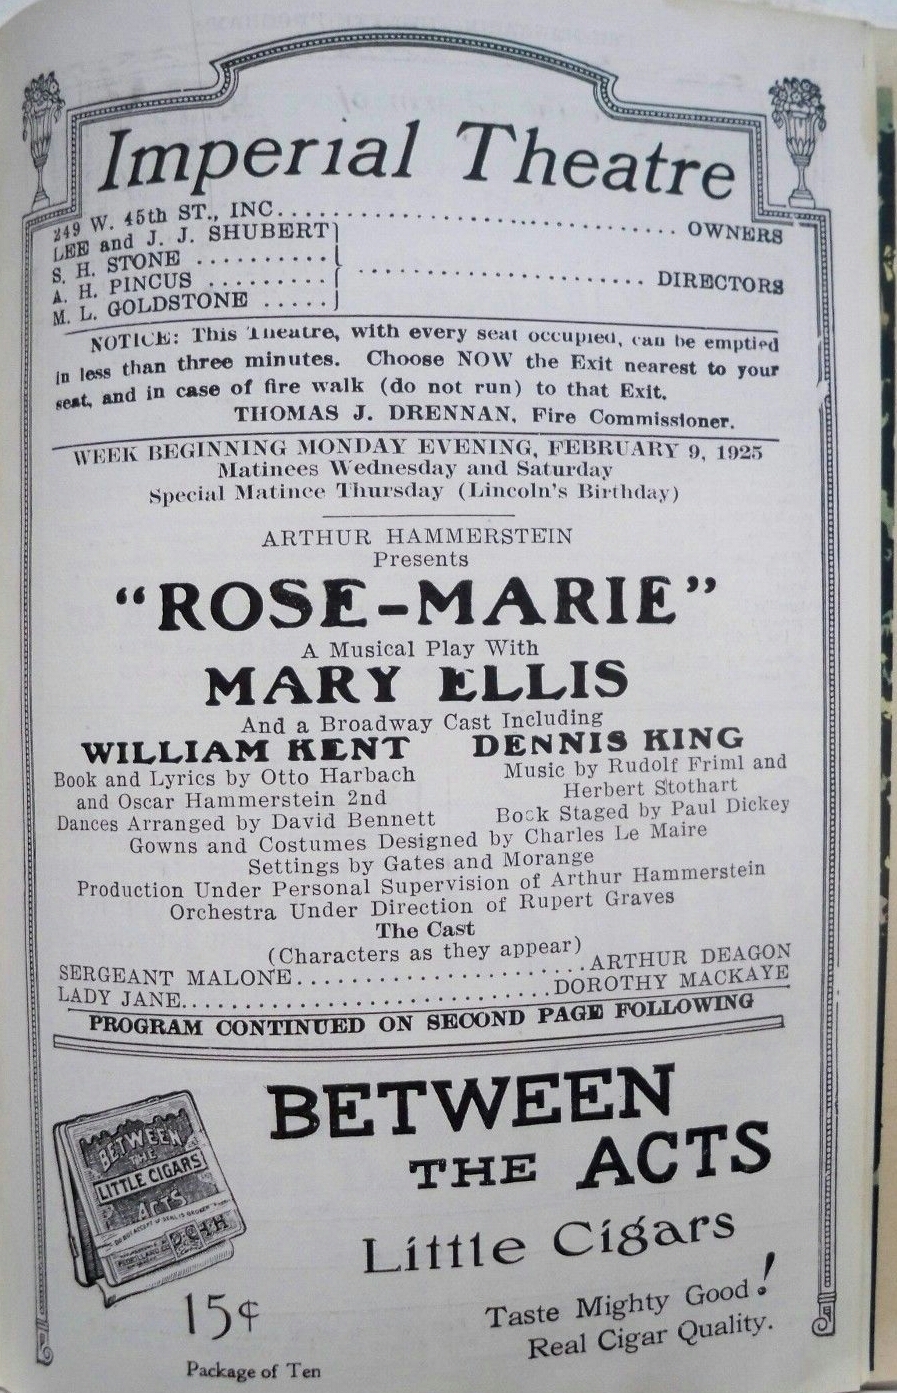 Imperial Theatre
249 W. 45th ST., INC. OWNERS
LEE and J. J. SHUBERT
S. H. STONE
A. H. PINCUS DIRECTORS
M. L. GOLDSTONE
NOTICE: This Theatre, with every seat occupied, can be emptied
in less than three minutes. Choose NOW the Exit nearest to your
seat, and in case of fire walk (do not run) to that Exit.
THOMAS J. DRENNAN, Fire Commissioner.
WEEK BEGINNING MONDAY EVENING, FEBRUARY 9, 1925
Matinees Wednesday and Saturday
Special Matinee Thursday (Lincoln's Birthday)
ARTHUR HAMMERSTEIN
Presents
"ROSE-MARIE"
A Musical Play With
MARY ELLIS
And a Broadway Cast Including
WILLIAM KENT DENNIS KING
Book and Lyrics by Otto Harbach
and Oscar Hammerstein 2nd
Dances Arranged by David Bennett
Music by Rudolf Friml and
Herbert Stothart
Book Staged by Paul Dickey
Gowns and Costumes Designed by Charles Le Maire
Settings by Gates and Morange
Production Under Personal Supervision of Arthur Hammerstein
Orchestra Under Direction of Rupert Graves
The Cast
(Characters as they appear)
SERGEANT MALONE ARTHUR DEAGON
LADY JANE DOROTHY MACKAYE
PROGRAM CONTINUED ON SECOND PAGE FOLLOWING
BETWEEN
THE ACTS
Little Cigars
BETWEEN
THE
LITTLE CIGARS
ACTS
15¢
Package of Ten
Taste Mighty Good!
Real Cigar Quality.